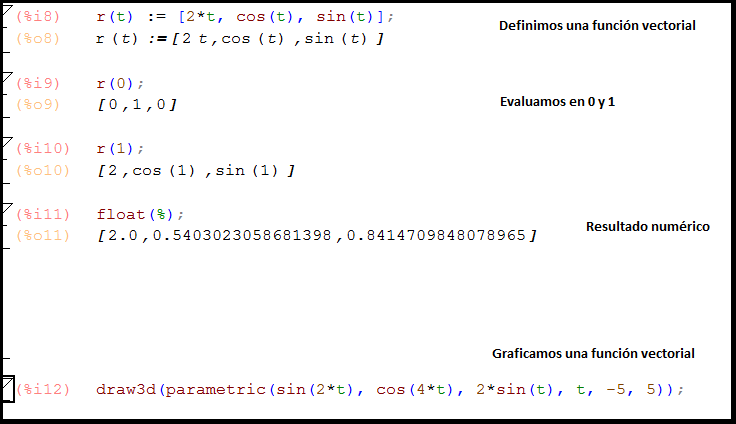 (%i8) r(t) := [2*t, cos(t), sin(t)];
Definimos una función vectorial
(%o8) r(t):=[2 t,cos(t),sin(t)]
(%i9) r(0);
(%o9) [0,1,0]
Evaluamos en 0 y 1
(%i10) r(1);
(%o10) [2,cos(1),sin(1)]
(%i11) float(%);
Resultado numérico
(%o11) [2.0,0.5403023058681398,0.8414709848078965]
Graficamos una función vectorial
(%i12) draw3d(parametric(sin(2*t), cos(4*t), 2*sin(t), t, -5, 5));